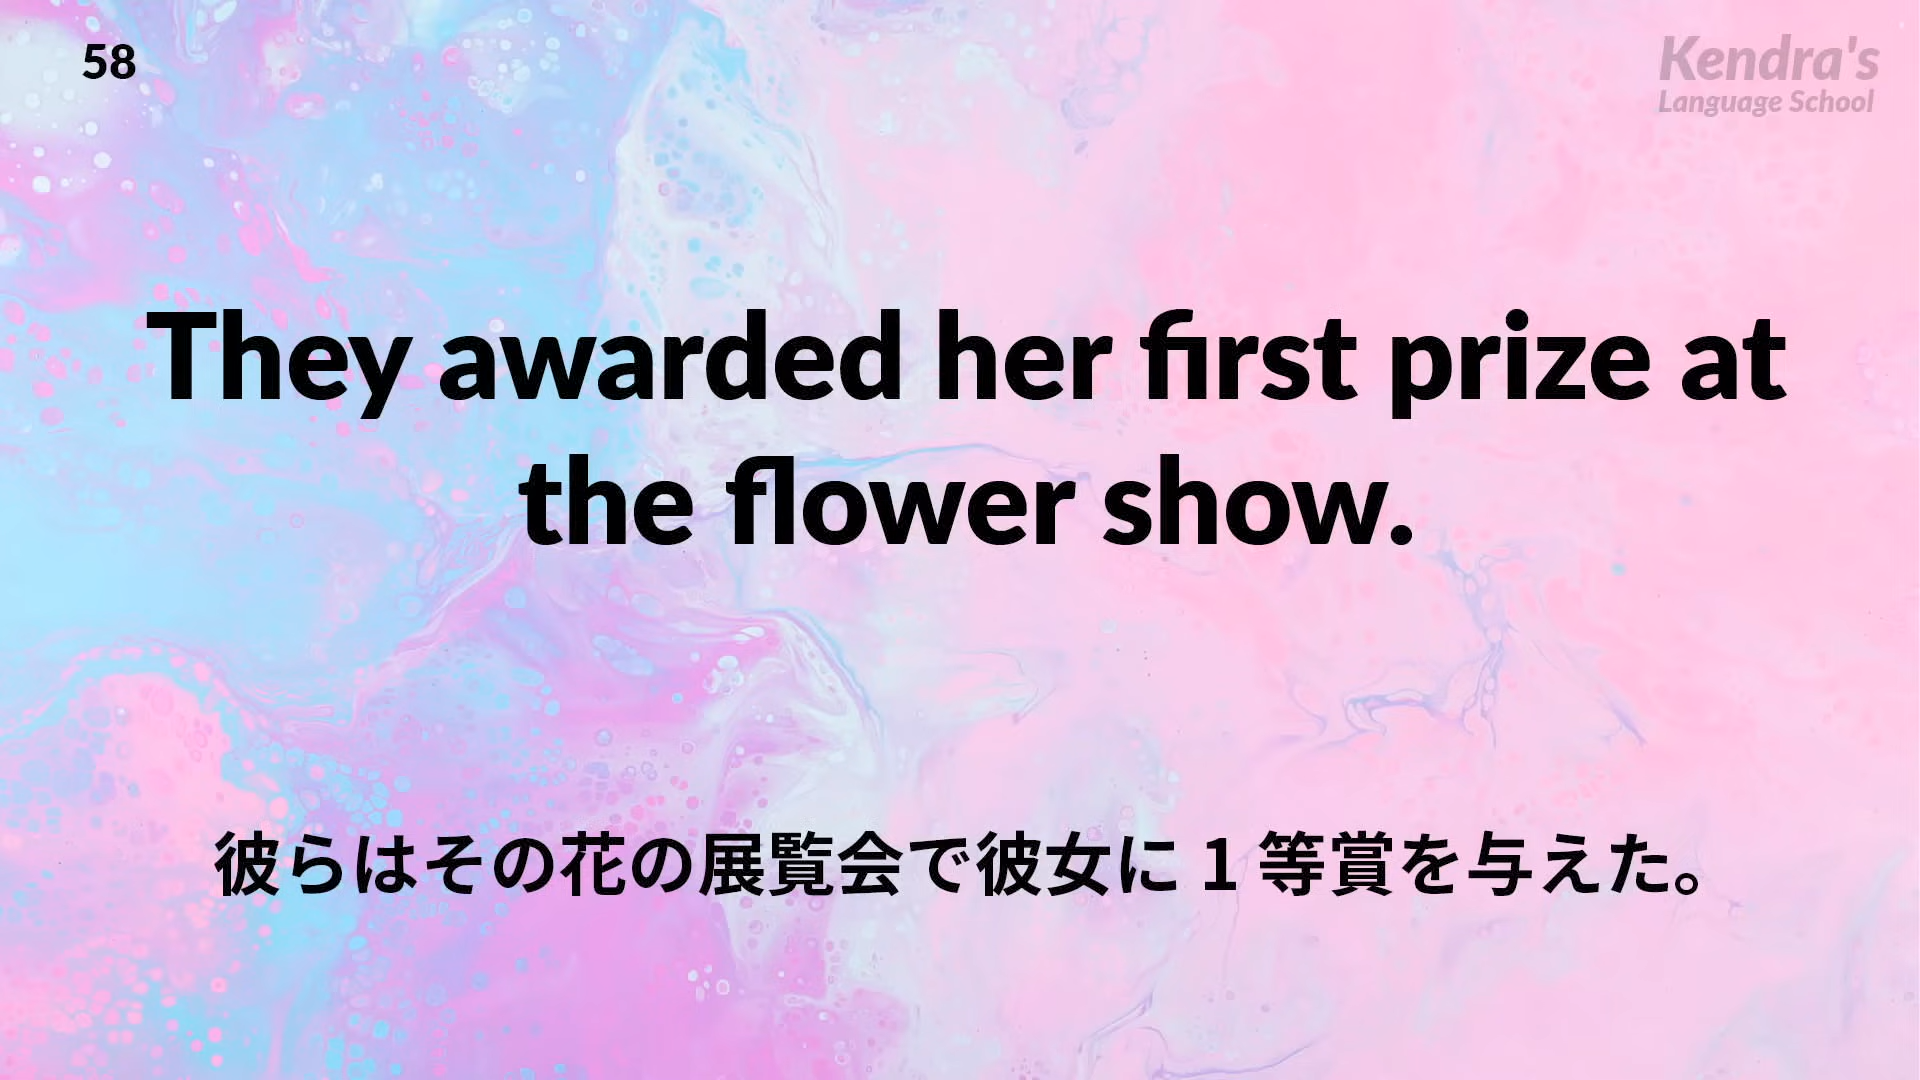 58
Kendra's
Language School
They awarded her first prize at
the flower show.
彼らはその花の展覧会で彼女に 1 等賞を与えた。